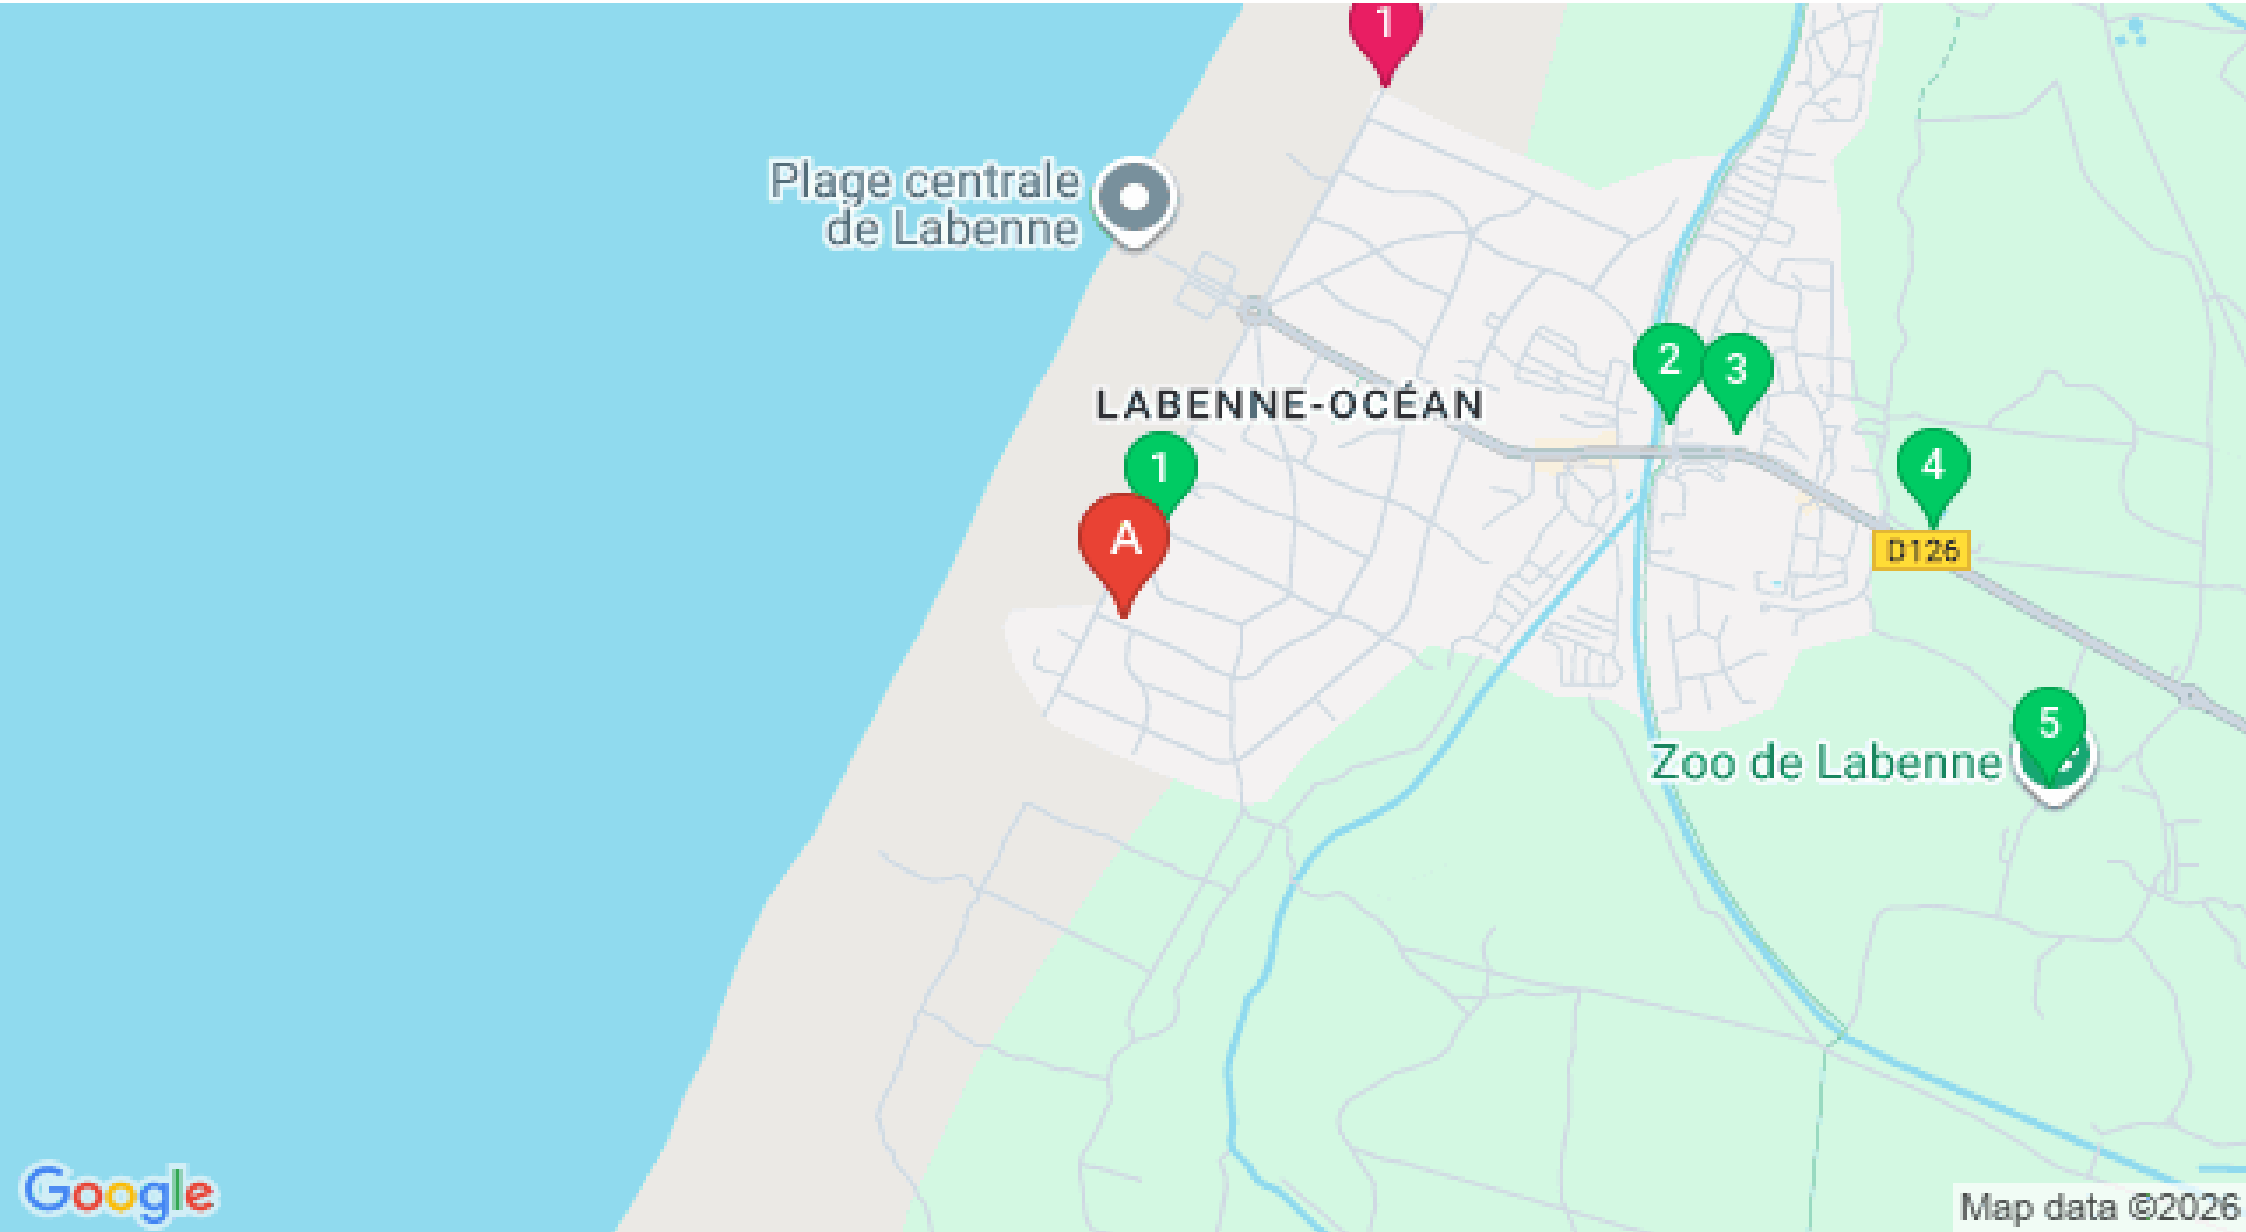 1
Plage centrale
de Labenne
2
3
LABENNE-OCÉAN
1
4
A
D126
5
Zoo de Labenne
Google
Map data ©2026